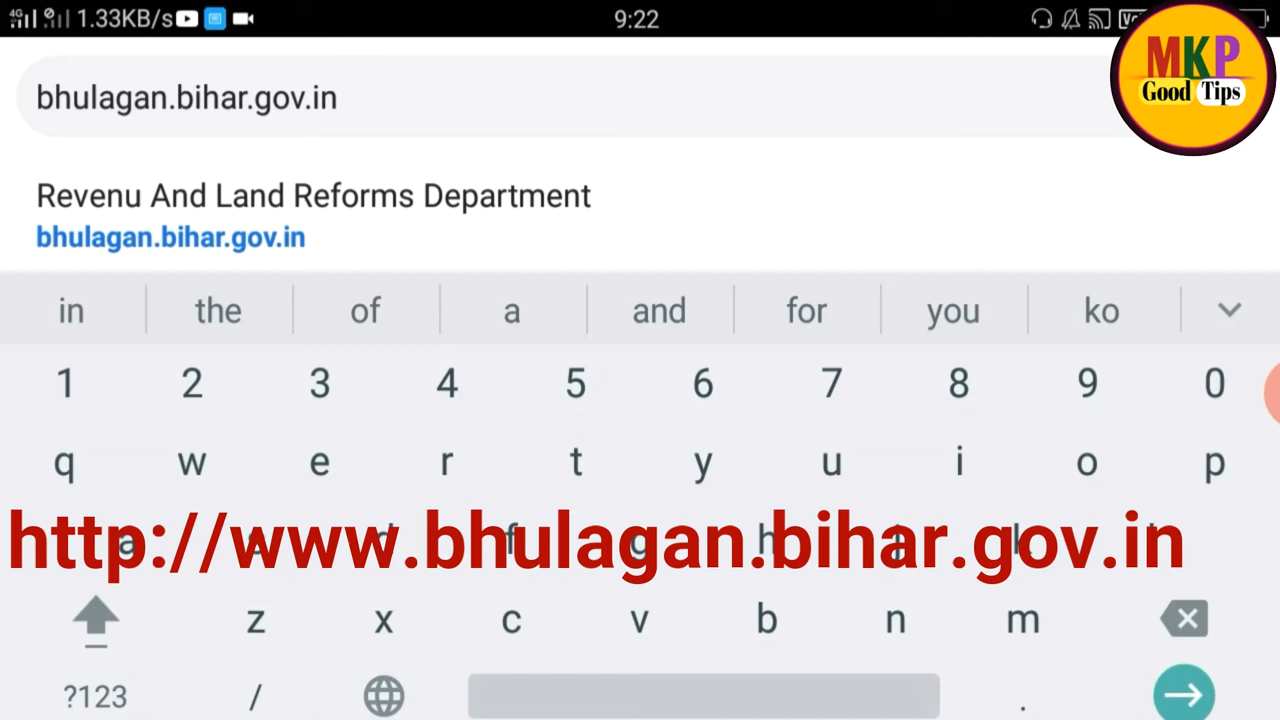 4G 1.33KB/s 9:22
MKP
Good Tips
bhulagan.bihar.gov.in
Revenu And Land Reforms Department
bhulagan.bihar.gov.in
in the of a and for you ko
1 2 3 4 5 6 7 8 9 0
q w e r t y u i o p
http://www.bhulagan.bihar.gov.in
z x c v b n m
?123 / .